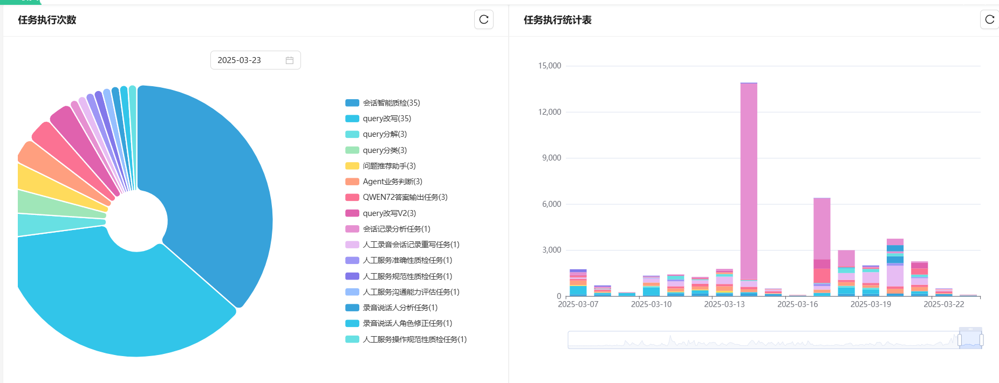 任务执行次数
2025-03-23
会话智能质检(35)
query改写(35)
query分解(3)
query分类(3)
问题推荐助手(3)
Agent业务判断(3)
QWEN72答案输出任务(3)
query改写V2(3)
会话记录分析任务(1)
人工录音会话记录重写任务(1)
人工服务准确性质检任务(1)
人工服务规范性质检任务(1)
人工服务沟通能力评估任务(1)
录音说话人分析任务(1)
录音说话人角色修正任务(1)
人工服务操作规范性质检任务(1)
任务执行统计表
15,000
12,000
9,000
6,000
3,000
0
2025-03-07 2025-03-10 2025-03-13 2025-03-16 2025-03-19 2025-03-22